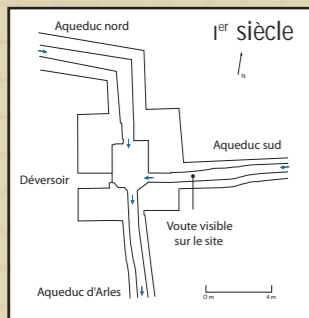 Aqueduc nord
Ier siècle
N
Aqueduc sud
Déversoir
Voute visible
sur le site
Aqueduc d'Arles
0 m
4 m